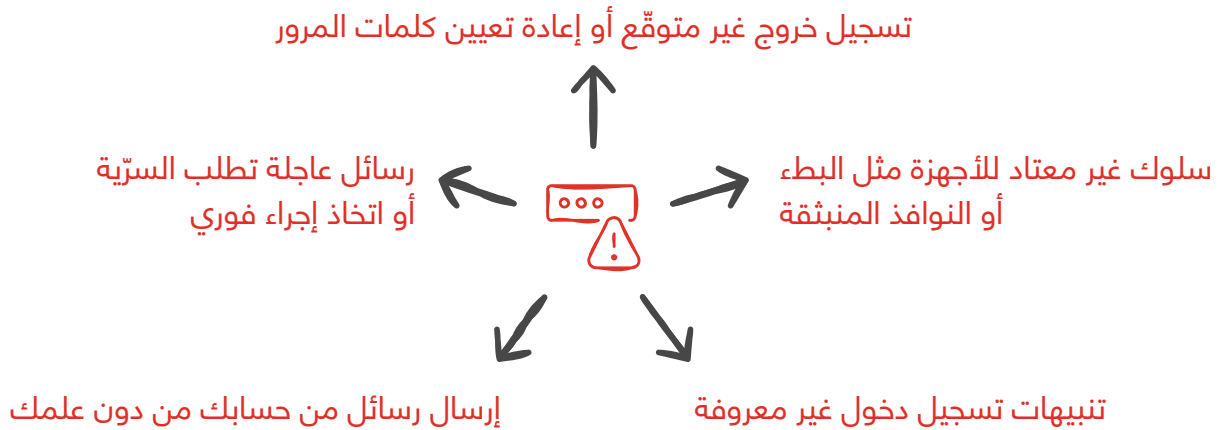 تسجيل خروج غير متوقّع أو إعادة تعيين كلمات المرور
سلوك غير معتاد للأجهزة مثل البطء
أو النوافذ المنبثقة
رسائل عاجلة تطلب السرّية
أو اتخاذ إجراء فوري
تنبيهات تسجيل دخول غير معروفة
إرسال رسائل من حسابك من دون علمك